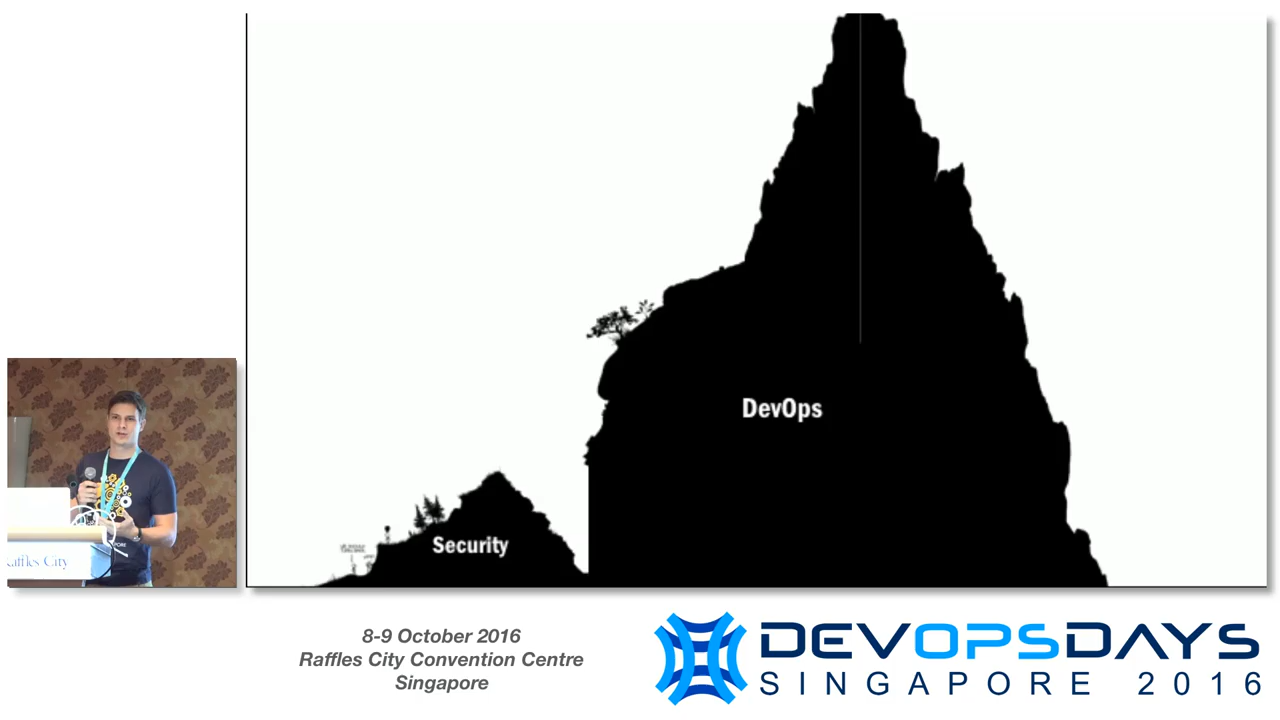 DevOps
Security
Raffles City
8-9 October 2016
Raffles City Convention Centre
Singapore
DEVOPSDAYS
SINGAPORE 2016